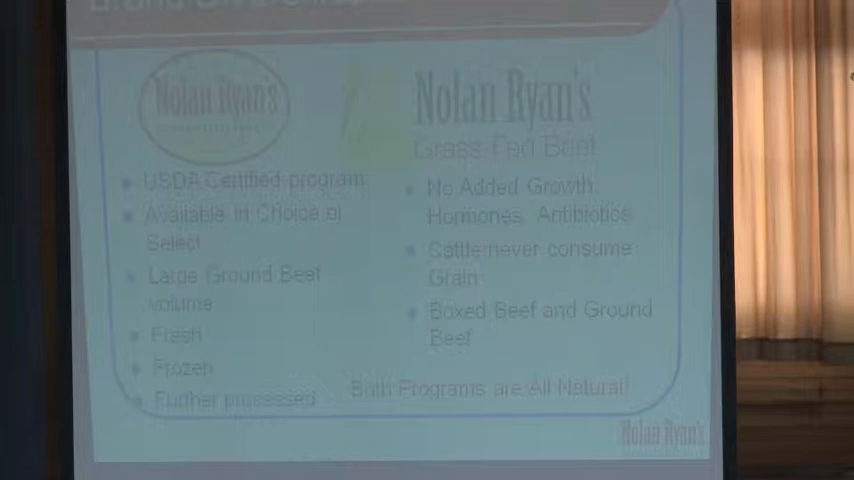 Nolan Ryan's
USDA Certified program
Available in Choice or
Select
Large Ground Beef
volume
Fresh
Frozen
Further processed
Nolan Ryan's
Grass Fed Beef
No Added Growth
Hormones, Antibiotics
Cattle never consume
Grain
Boxed Beef and Ground
Beef
Both Programs are All Natural!
Nolan Ryan's